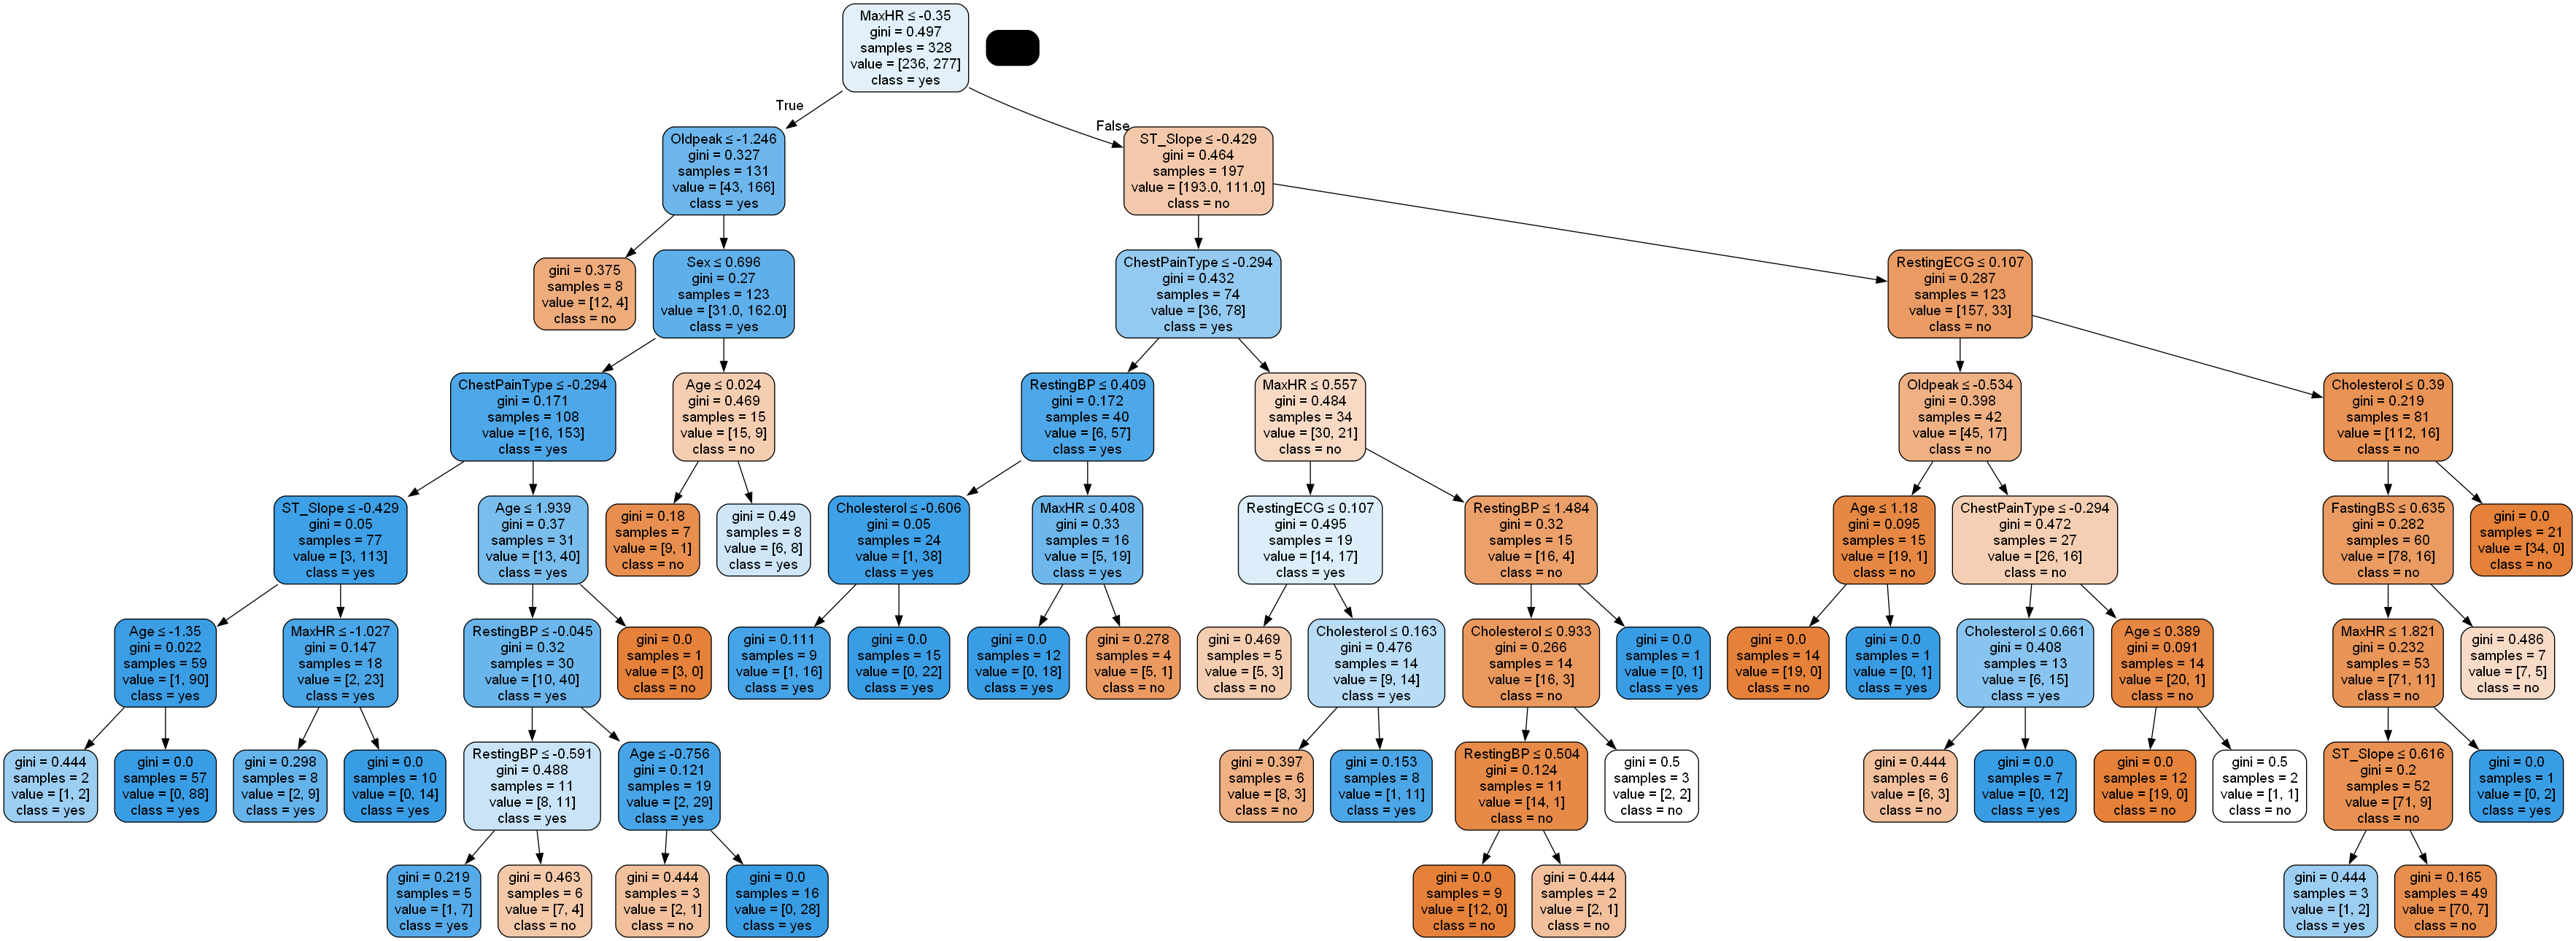 MaxHR ≤ -0.35
gini = 0.497
samples = 328
value = [236, 277]
class = yes
True
False
Oldpeak ≤ -1.246
gini = 0.327
samples = 131
value = [43, 166]
class = yes
ST_Slope ≤ -0.429
gini = 0.464
samples = 197
value = [193.0, 111.0]
class = no
gini = 0.375
samples = 8
value = [12, 4]
class = no
Sex ≤ 0.696
gini = 0.27
samples = 123
value = [31.0, 162.0]
class = yes
ChestPainType ≤ -0.294
gini = 0.432
samples = 74
value = [36, 78]
class = yes
RestingECG ≤ 0.107
gini = 0.287
samples = 123
value = [157, 33]
class = no
ChestPainType ≤ -0.294
gini = 0.171
samples = 108
value = [16, 153]
class = yes
Age ≤ 0.024
gini = 0.469
samples = 15
value = [15, 9]
class = no
RestingBP ≤ 0.409
gini = 0.172
samples = 40
value = [6, 57]
class = yes
MaxHR ≤ 0.557
gini = 0.484
samples = 34
value = [30, 21]
class = no
Oldpeak ≤ -0.534
gini = 0.398
samples = 42
value = [45, 17]
class = no
Cholesterol ≤ 0.39
gini = 0.219
samples = 81
value = [112, 16]
class = no
ST_Slope ≤ -0.429
gini = 0.05
samples = 77
value = [3, 113]
class = yes
Age ≤ 1.939
gini = 0.37
samples = 31
value = [13, 40]
class = yes
gini = 0.18
samples = 7
value = [9, 1]
class = no
gini = 0.49
samples = 8
value = [6, 8]
class = yes
Cholesterol ≤ -0.606
gini = 0.05
samples = 24
value = [1, 38]
class = yes
MaxHR ≤ 0.408
gini = 0.33
samples = 16
value = [5, 19]
class = yes
RestingECG ≤ 0.107
gini = 0.495
samples = 19
value = [14, 17]
class = yes
RestingBP ≤ 1.484
gini = 0.32
samples = 15
value = [16, 4]
class = no
Age ≤ 1.18
gini = 0.095
samples = 15
value = [19, 1]
class = no
ChestPainType ≤ -0.294
gini = 0.472
samples = 27
value = [26, 16]
class = no
FastingBS ≤ 0.635
gini = 0.282
samples = 60
value = [78, 16]
class = no
gini = 0.0
samples = 21
value = [34, 0]
class = no
Age ≤ -1.35
gini = 0.022
samples = 59
value = [1, 90]
class = yes
MaxHR ≤ -1.027
gini = 0.147
samples = 18
value = [2, 23]
class = yes
RestingBP ≤ -0.045
gini = 0.32
samples = 30
value = [10, 40]
class = yes
gini = 0.0
samples = 1
value = [3, 0]
class = no
gini = 0.111
samples = 9
value = [1, 16]
class = yes
gini = 0.0
samples = 15
value = [0, 22]
class = yes
gini = 0.0
samples = 12
value = [0, 18]
class = yes
gini = 0.278
samples = 4
value = [5, 1]
class = no
gini = 0.469
samples = 5
value = [5, 3]
class = no
Cholesterol ≤ 0.163
gini = 0.476
samples = 14
value = [9, 14]
class = yes
Cholesterol ≤ 0.933
gini = 0.266
samples = 14
value = [16, 3]
class = no
gini = 0.0
samples = 1
value = [0, 1]
class = yes
gini = 0.0
samples = 14
value = [19, 0]
class = no
gini = 0.0
samples = 1
value = [0, 1]
class = yes
Cholesterol ≤ 0.661
gini = 0.408
samples = 13
value = [6, 15]
class = yes
Age ≤ 0.389
gini = 0.091
samples = 14
value = [20, 1]
class = no
MaxHR ≤ 1.821
gini = 0.232
samples = 53
value = [71, 11]
class = no
gini = 0.486
samples = 7
value = [7, 5]
class = no
gini = 0.444
samples = 2
value = [1, 2]
class = yes
gini = 0.0
samples = 57
value = [0, 88]
class = yes
gini = 0.298
samples = 8
value = [2, 9]
class = yes
gini = 0.0
samples = 10
value = [0, 14]
class = yes
RestingBP ≤ -0.591
gini = 0.488
samples = 11
value = [8, 11]
class = yes
Age ≤ -0.756
gini = 0.121
samples = 19
value = [2, 29]
class = yes
gini = 0.397
samples = 6
value = [8, 3]
class = no
gini = 0.153
samples = 8
value = [1, 11]
class = yes
RestingBP ≤ 0.504
gini = 0.124
samples = 11
value = [14, 1]
class = no
gini = 0.5
samples = 3
value = [2, 2]
class = no
gini = 0.444
samples = 6
value = [6, 3]
class = no
gini = 0.0
samples = 7
value = [0, 12]
class = yes
gini = 0.0
samples = 12
value = [19, 0]
class = no
gini = 0.5
samples = 2
value = [1, 1]
class = no
ST_Slope ≤ 0.616
gini = 0.2
samples = 52
value = [71, 9]
class = no
gini = 0.0
samples = 1
value = [0, 2]
class = yes
gini = 0.219
samples = 5
value = [1, 7]
class = yes
gini = 0.463
samples = 6
value = [7, 4]
class = no
gini = 0.444
samples = 3
value = [2, 1]
class = no
gini = 0.0
samples = 16
value = [0, 28]
class = yes
gini = 0.0
samples = 9
value = [12, 0]
class = no
gini = 0.444
samples = 2
value = [2, 1]
class = no
gini = 0.444
samples = 3
value = [1, 2]
class = yes
gini = 0.165
samples = 49
value = [70, 7]
class = no